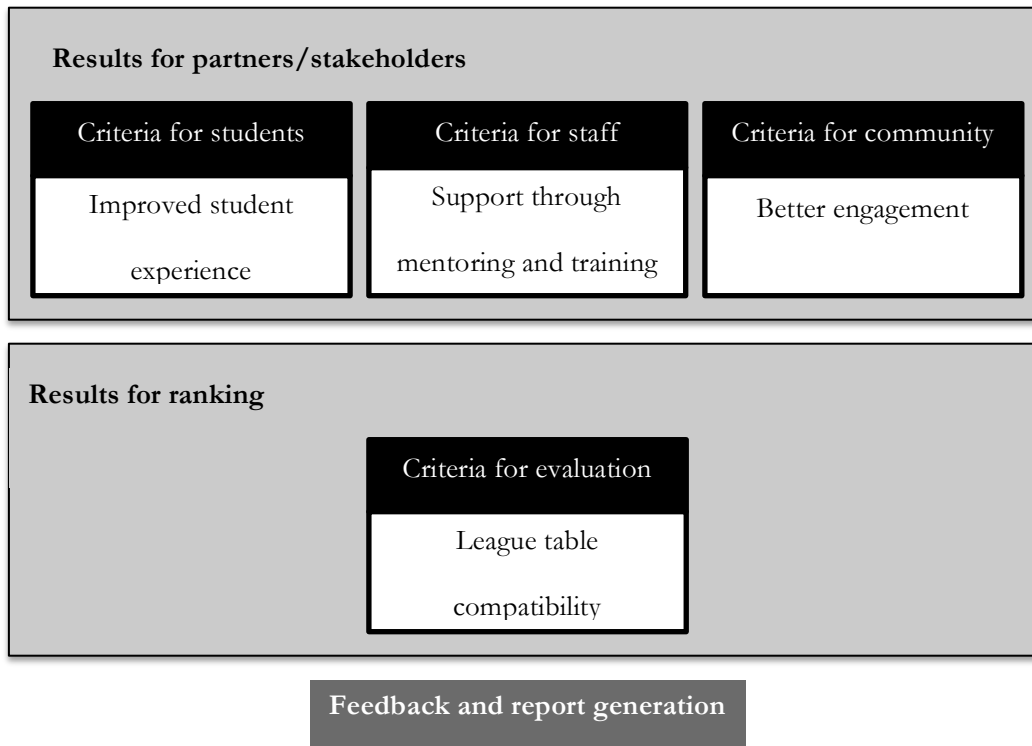 Results for partners/stakeholders
Criteria for students
Improved student
experience
Criteria for staff
Support through
mentoring and training
Criteria for community
Better engagement
Results for ranking
Criteria for evaluation
League table
compatibility
Feedback and report generation